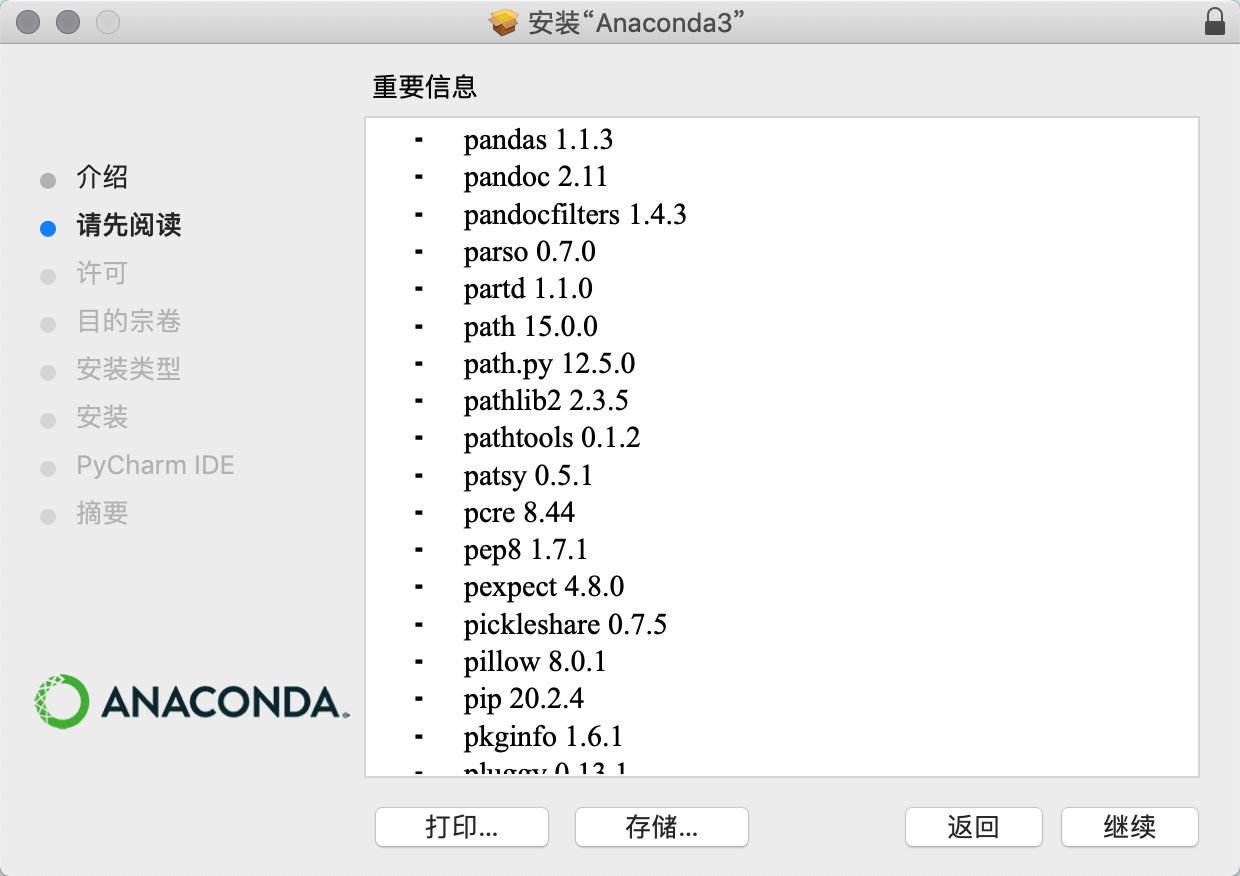 安装“Anaconda3”
重要信息
介绍
请先阅读
许可
目的宗卷
安装类型
安装
PyCharm IDE
摘要
ANACONDA.
- pandas 1.1.3
- pandoc 2.11
- pandocfilters 1.4.3
- parso 0.7.0
- partd 1.1.0
- path 15.0.0
- path.py 12.5.0
- pathlib2 2.3.5
- pathtools 0.1.2
- patsy 0.5.1
- pcre 8.44
- pep8 1.7.1
- pexpect 4.8.0
- pickleshare 0.7.5
- pillow 8.0.1
- pip 20.2.4
- pkginfo 1.6.1
- pluggy 0.13.1
打印...
存储...
返回
继续